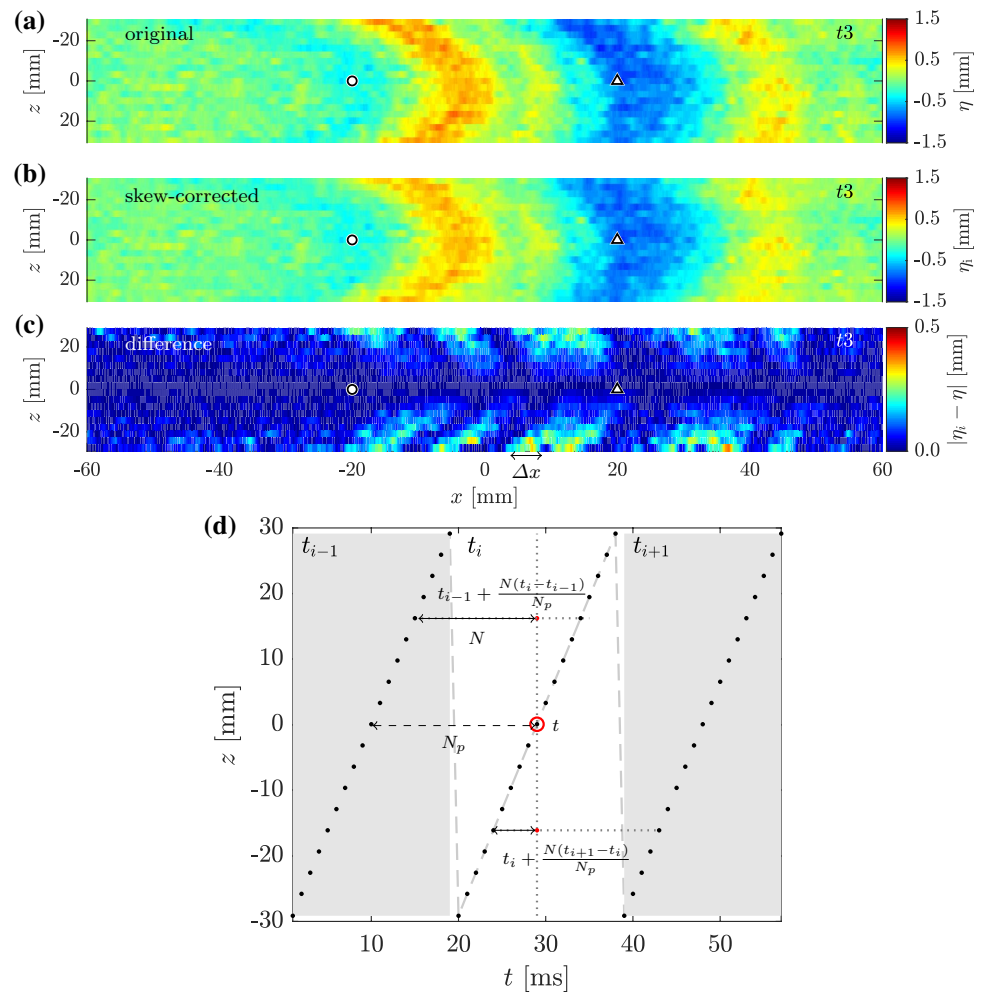 (a)
original
t3
-20
0
20
z [mm]
1.5
0.5
-0.5
-1.5
η [mm]
(b)
skew-corrected
t3
-20
0
20
z [mm]
1.5
0.5
-0.5
-1.5
η_i [mm]
(c)
difference
t3
20
0
-20
z [mm]
0.5
0.0
|η_i − η| [mm]
-60 -40 -20 0 20 40 60
Δx
x [mm]
(d)
30
20
10
0
-10
-20
-30
z [mm]
t_{i−1} t_i t_{i+1}
t_{i−1} + N(t_i−t_{i−1})/N_p
N
N_p
t
t_i + N(t_{i+1}−t_i)/N_p
10 20 30 40 50
t [ms]